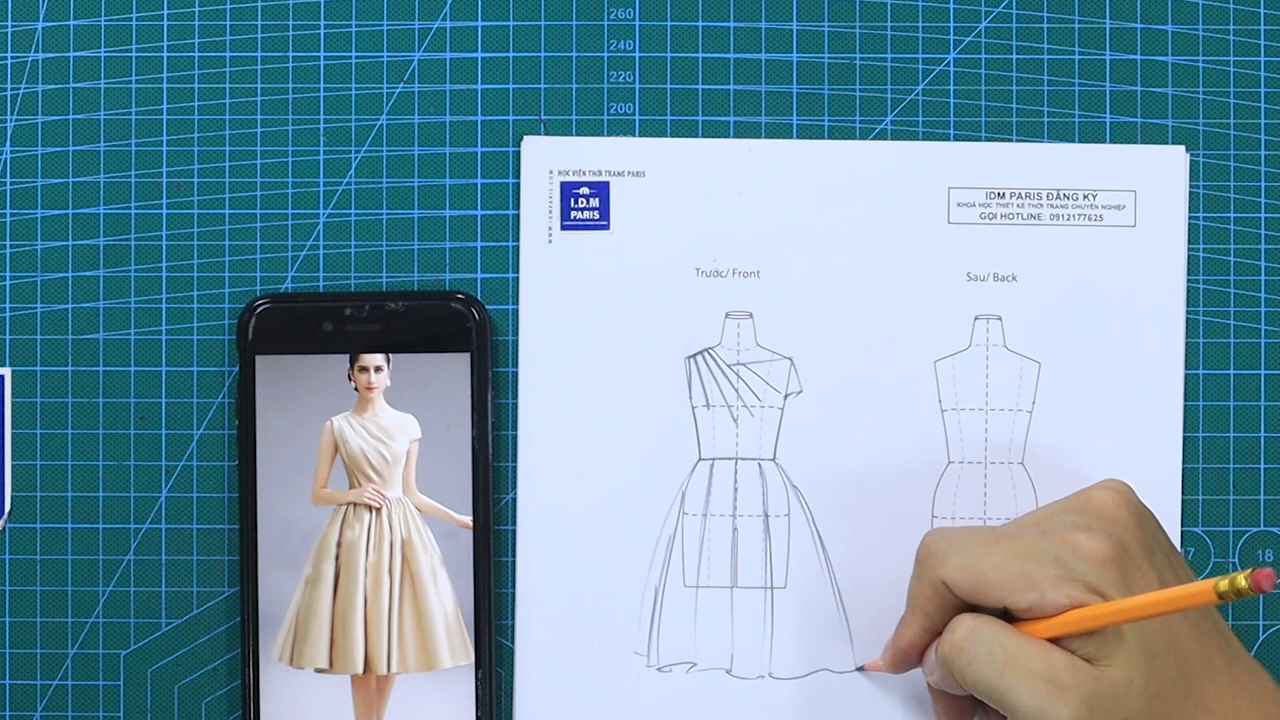 260
240
220
200
WWW.IDMPARIS.COM
HỌC VIỆN THỜI TRANG PARIS
I.D.M
PARIS
IDM PARIS ĐĂNG KÝ
KHOÁ HỌC THIẾT KẾ THỜI TRANG CHUYÊN NGHIỆP
GỌI HOTLINE: 0912177625
Trước/ Front
Sau/ Back
17
18